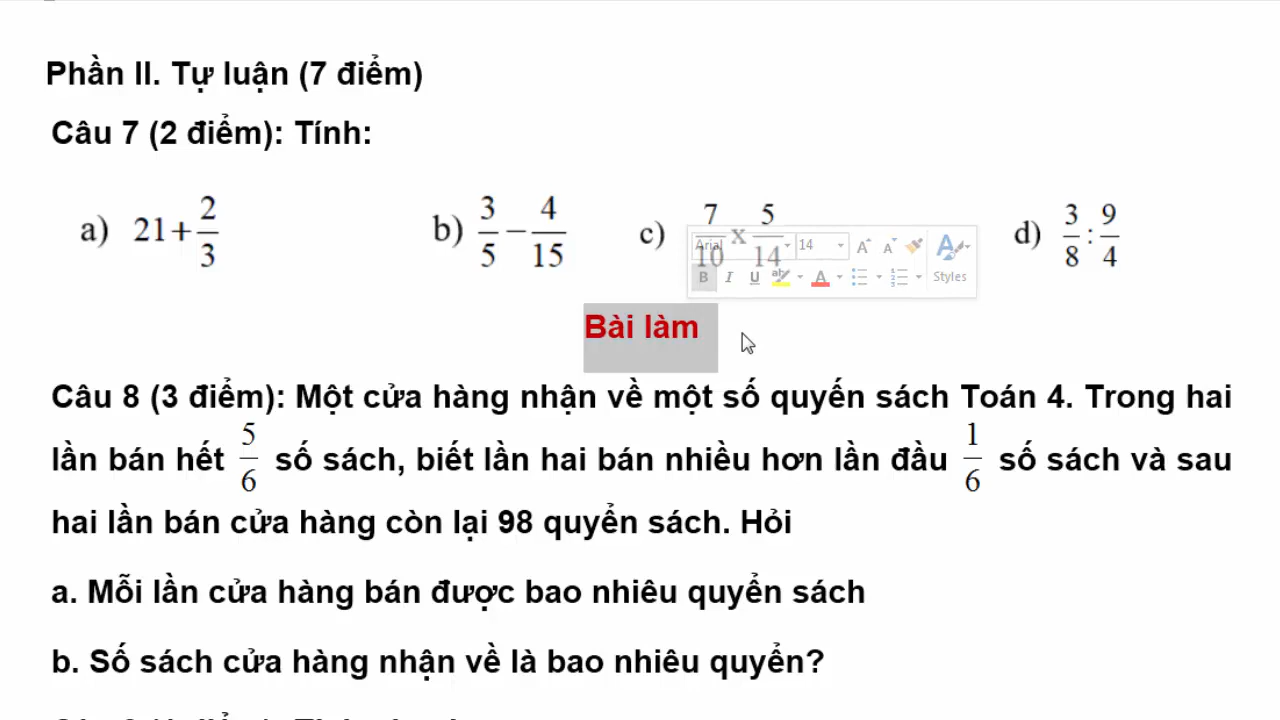 Phần II. Tự luận (7 điểm)
Câu 7 (2 điểm): Tính:
a) 21 + 2/3 b) 3/5 − 4/15 c) 7/10 x 5/14 d) 3/8 : 9/4
Arial 14
B I U ab A Styles
Bài làm
Câu 8 (3 điểm): Một cửa hàng nhận về một số quyến sách Toán 4. Trong hai
lần bán hết 5/6 số sách, biết lần hai bán nhiều hơn lần đầu 1/6 số sách và sau
hai lần bán cửa hàng còn lại 98 quyển sách. Hỏi
a. Mỗi lần cửa hàng bán được bao nhiêu quyển sách
b. Số sách cửa hàng nhận về là bao nhiêu quyển?